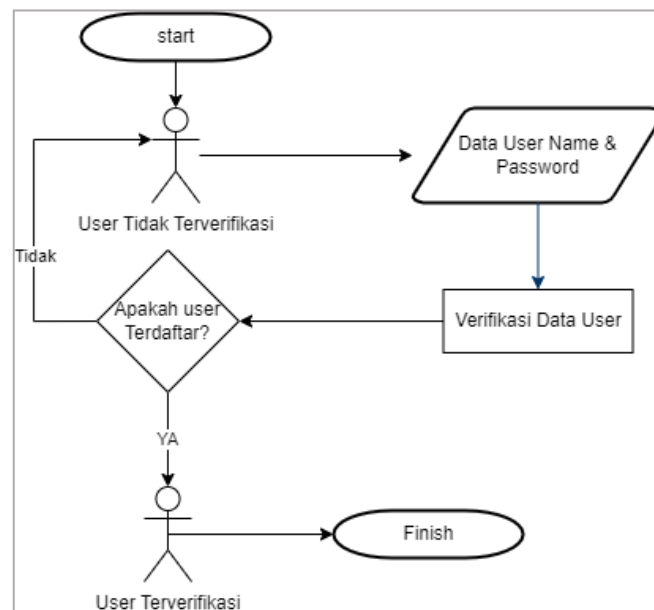 start
Data User Name &
Password
User Tidak Terverifikasi
Tidak
Apakah user
Terdaftar?
Verifikasi Data User
YA
Finish
User Terverifikasi